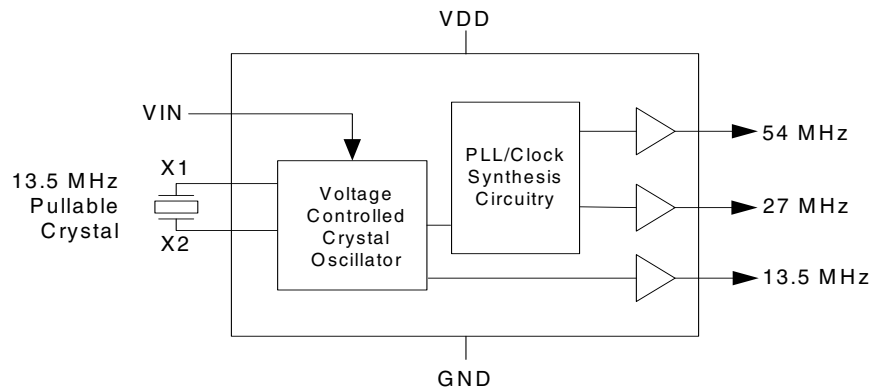 VDD
VIN
X1
13.5 MHz
Pullable
Crystal
X2
Voltage
Controlled
Crystal
Oscillator
PLL/Clock
Synthesis
Circuitry
54 MHz
27 MHz
13.5 MHz
GND